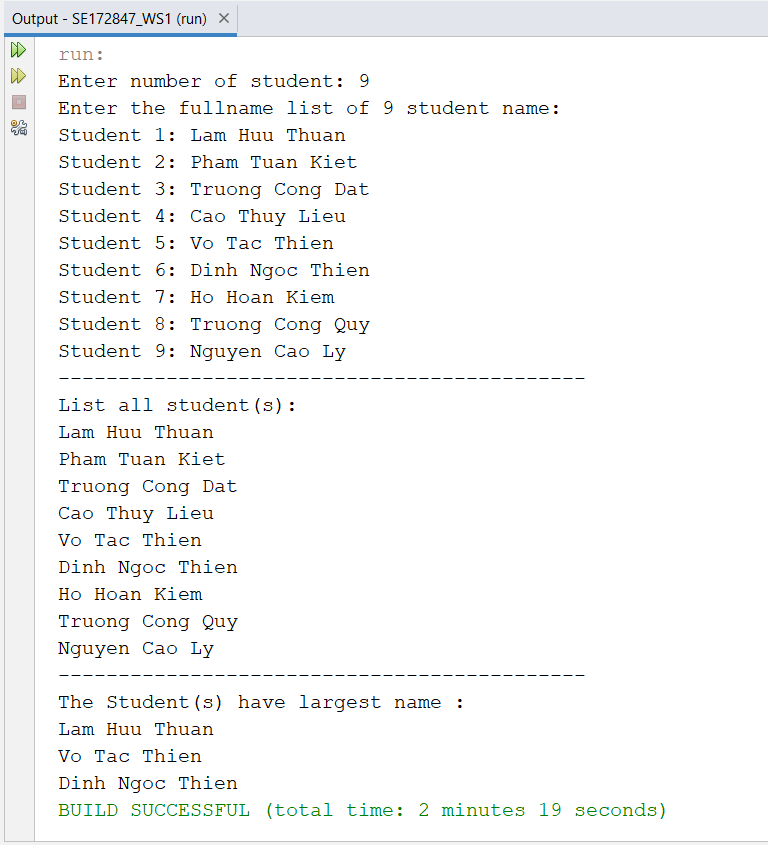 Output - SE172847_WS1 (run) ×
run:
Enter number of student: 9
Enter the fullname list of 9 student name:
Student 1: Lam Huu Thuan
Student 2: Pham Tuan Kiet
Student 3: Truong Cong Dat
Student 4: Cao Thuy Lieu
Student 5: Vo Tac Thien
Student 6: Dinh Ngoc Thien
Student 7: Ho Hoan Kiem
Student 8: Truong Cong Quy
Student 9: Nguyen Cao Ly
--------------------------------------------
List all student(s):
Lam Huu Thuan
Pham Tuan Kiet
Truong Cong Dat
Cao Thuy Lieu
Vo Tac Thien
Dinh Ngoc Thien
Ho Hoan Kiem
Truong Cong Quy
Nguyen Cao Ly
--------------------------------------------
The Student(s) have largest name :
Lam Huu Thuan
Vo Tac Thien
Dinh Ngoc Thien
BUILD SUCCESSFUL (total time: 2 minutes 19 seconds)